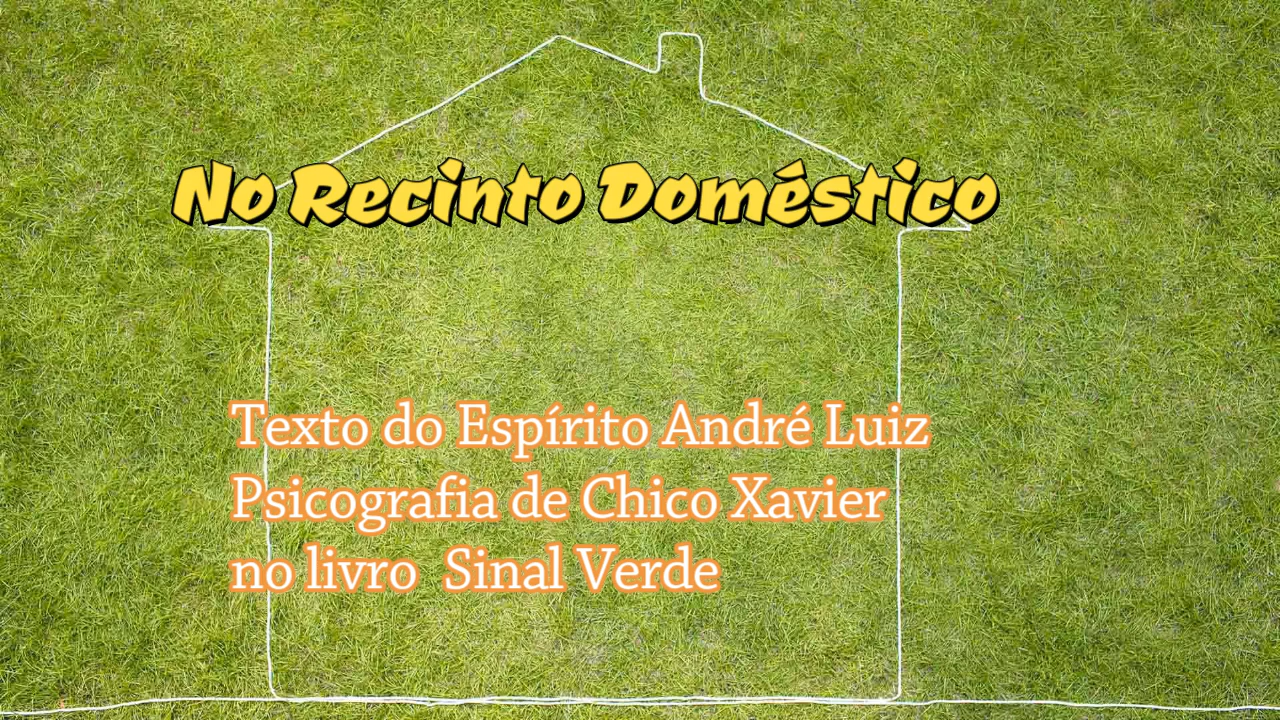 No Recinto Doméstico
Texto do Espírito André Luiz
Psicografia de Chico Xavier
no livro  Sinal Verde